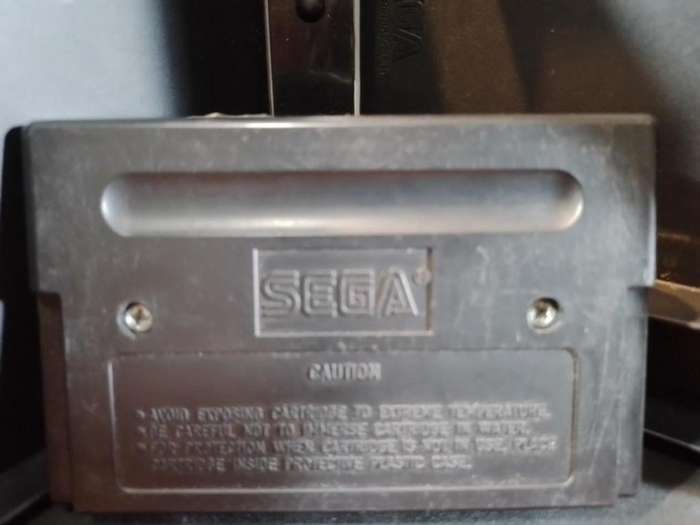 SEGA®
CAUTION
• AVOID EXPOSING CARTRIDGE TO EXTREME TEMPERATURE.
• BE CAREFUL NOT TO IMMERSE CARTRIDGE IN WATER.
• FOR PROTECTION WHEN CARTRIDGE IS NOT IN USE, PLACE
CARTRIDGE INSIDE PROTECTIVE PLASTIC CASE.